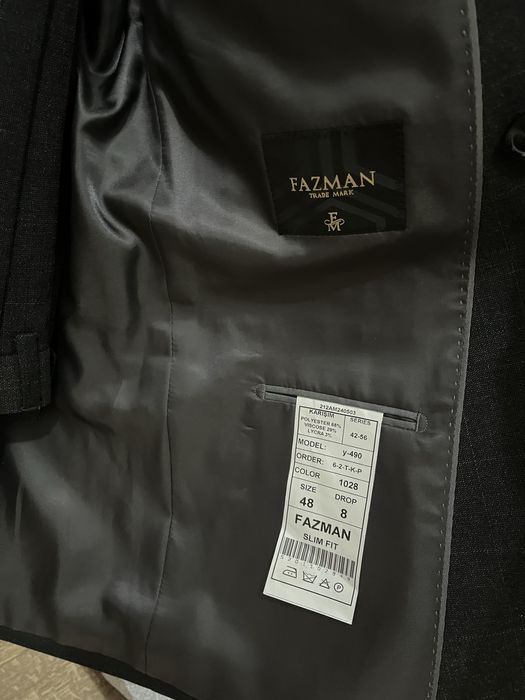 FAZMAN
TRADE MARK
FM
212AM240503
KARIŞIM
POLYESTER 68%
VISCOSE 29%
LYCRA 3%
SERIES
42-56
MODEL: y-490
ORDER: 6-2-T-K-P
COLOR 1028
SIZE DROP
48 8
FAZMAN
SLIM FIT
P